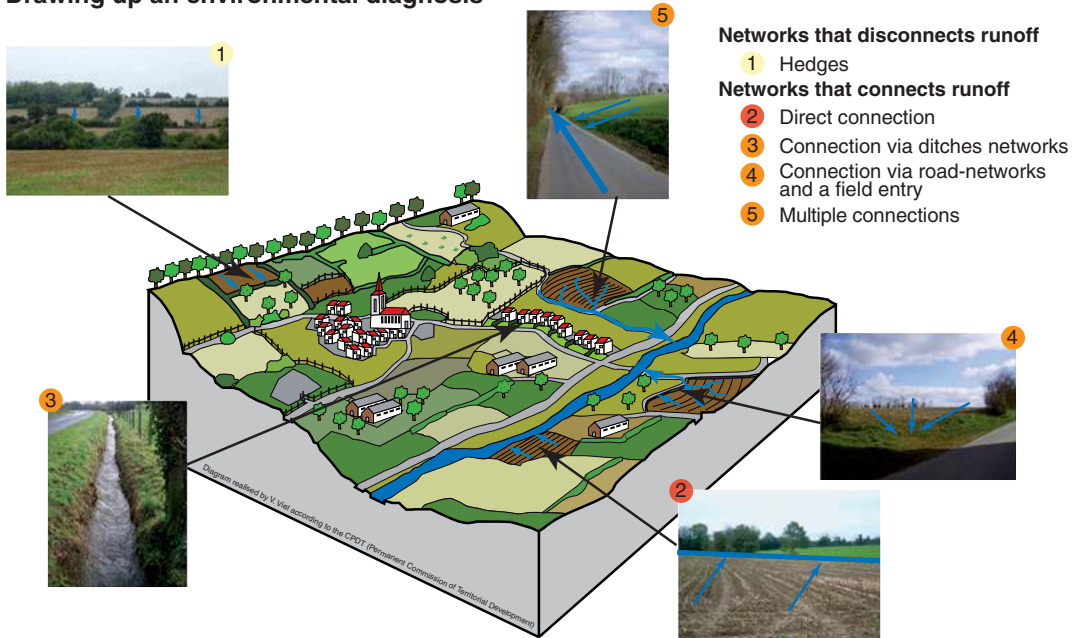 Drawing up an environmental diagnosis
1
5
Networks that disconnects runoff
1 Hedges
Networks that connects runoff
2 Direct connection
3 Connection via ditches networks
4 Connection via road-networks
and a field entry
5 Multiple connections
4
3
2
Diagram realised by V. Viel according to the CPDT (Permanent Commission of Territorial Development)